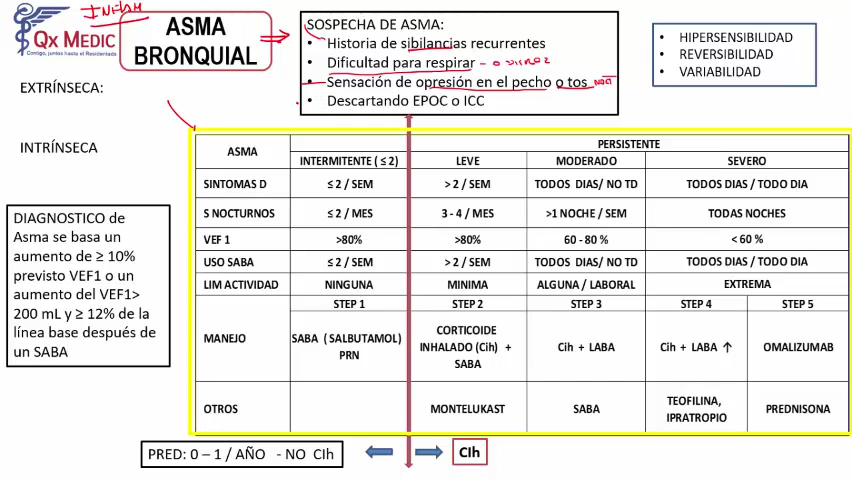 INFLAM
Qx MEDIC
Contigo, juntos hasta el Residentado
ASMA
BRONQUIAL
SOSPECHA DE ASMA:
• Historia de sibilancias recurrentes
• Dificultad para respirar
• Sensación de opresión en el pecho o tos
• Descartando EPOC o ICC
• HIPERSENSIBILIDAD
• REVERSIBILIDAD
• VARIABILIDAD
EXTRÍNSECA:
INTRÍNSECA
DIAGNOSTICO de
Asma se basa un
aumento de ≥ 10%
previsto VEF1 o un
aumento del VEF1>
200 mL y ≥ 12% de la
línea base después de
un SABA
ASMA PERSISTENTE
INTERMITENTE ( ≤ 2) LEVE MODERADO SEVERO
SINTOMAS D ≤ 2 / SEM > 2 / SEM TODOS DIAS/ NO TD TODOS DIAS / TODO DIA
S NOCTURNOS ≤ 2 / MES 3 - 4 / MES >1 NOCHE / SEM TODAS NOCHES
VEF 1 >80% >80% 60 - 80 % < 60 %
USO SABA ≤ 2 / SEM > 2 / SEM TODOS DIAS/ NO TD TODOS DIAS / TODO DIA
LIM ACTIVIDAD NINGUNA MINIMA ALGUNA / LABORAL EXTREMA
STEP 1 STEP 2 STEP 3 STEP 4 STEP 5
MANEJO SABA ( SALBUTAMOL) PRN CORTICOIDE INHALADO (Cih) + SABA Cih + LABA Cih + LABA ↑ OMALIZUMAB
OTROS MONTELUKAST SABA TEOFILINA, IPRATROPIO PREDNISONA
PRED: 0 – 1 / AÑO - NO CIh
CIh